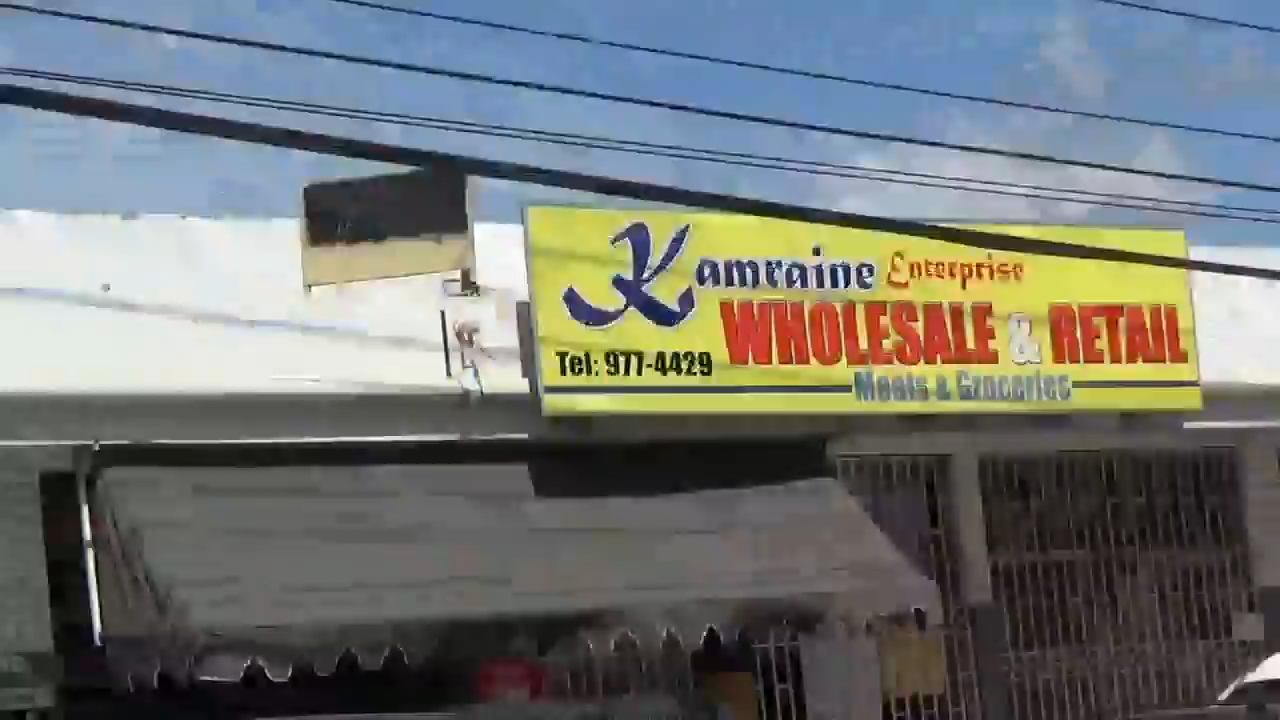 Kamraine Enterprise
WHOLESALE & RETAIL
Tel: 977-4429
Meats & Groceries